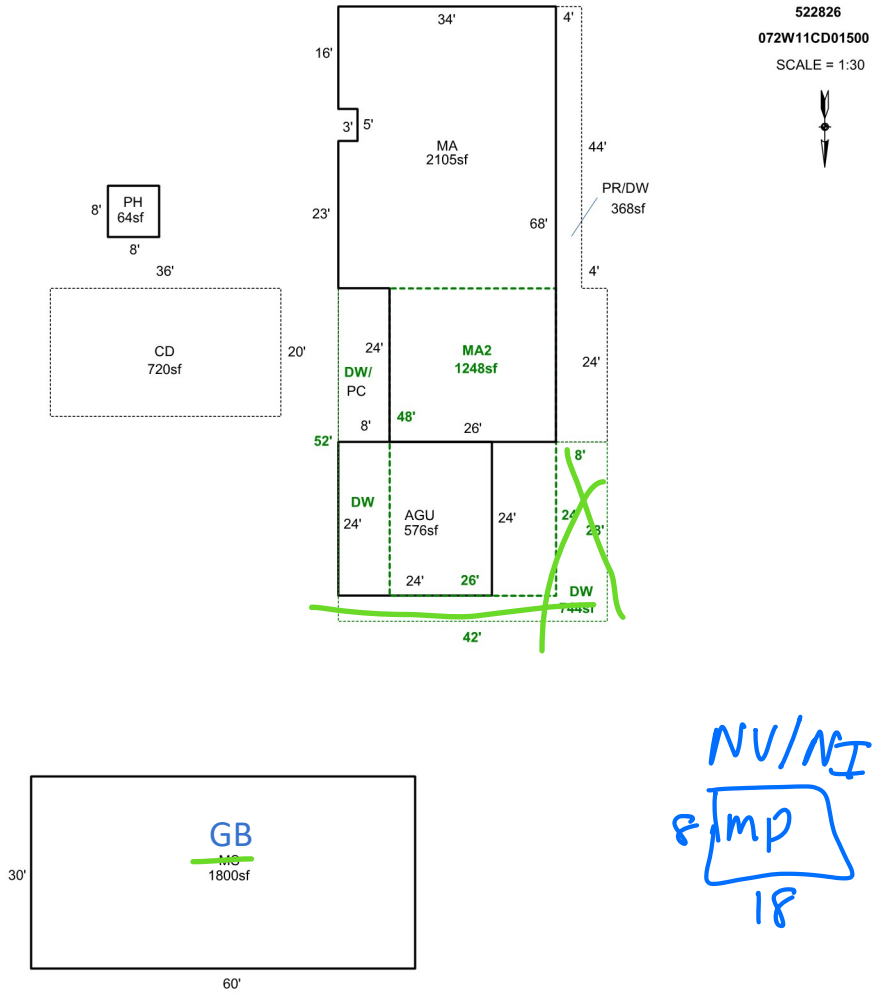 522826
072W11CD01500
SCALE = 1:30
34'
4'
16'
3'
5'
MA
2105sf
44'
PR/DW
368sf
PH
64sf
8'
8'
23'
68'
36'
4'
CD
720sf
20'
24'
DW/
PC
8'
MA2
1248sf
24'
48'
26'
52'
8'
DW
24'
AGU
576sf
24'
24'
28'
24'
26'
DW
744sf
42'
NV/NI
8
mp
18
GB
MS
1800sf
30'
60'